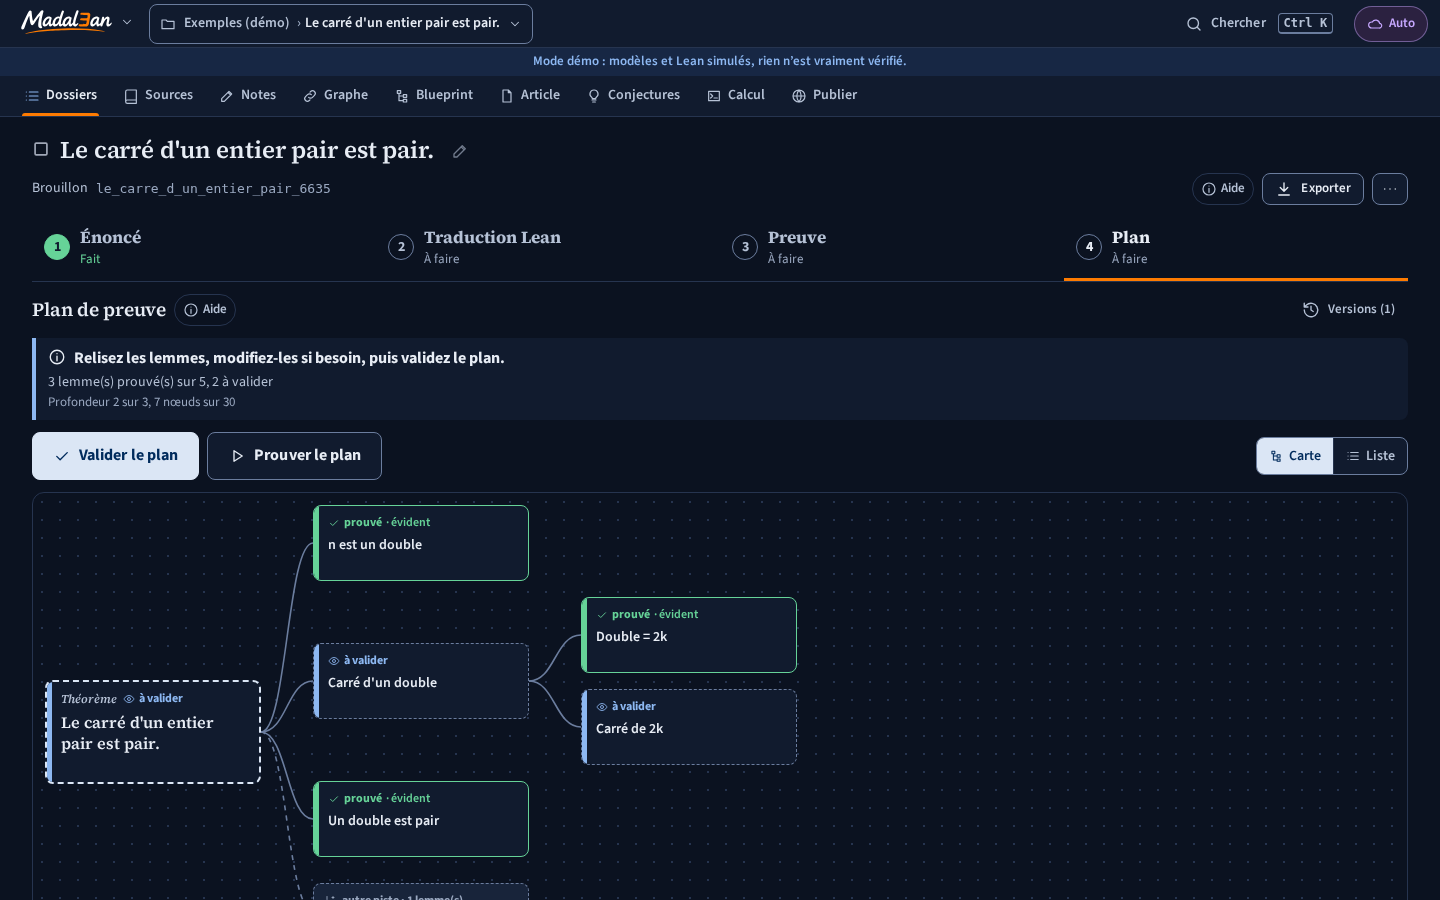 Madal∃an
Exemples (démo) › Le carré d'un entier pair est pair.
Chercher Ctrl K
Auto
Mode démo : modèles et Lean simulés, rien n'est vraiment vérifié.
Dossiers Sources Notes Graphe Blueprint Article Conjectures Calcul Publier
Le carré d'un entier pair est pair.
Brouillon le_carre_d_un_entier_pair_6635
Aide Exporter ···
1 Énoncé
Fait
2 Traduction Lean
À faire
3 Preuve
À faire
4 Plan
À faire
Plan de preuve Aide
Versions (1)
Relisez les lemmes, modifiez-les si besoin, puis validez le plan.
3 lemme(s) prouvé(s) sur 5, 2 à valider
Profondeur 2 sur 3, 7 nœuds sur 30
Valider le plan Prouver le plan
Carte Liste
prouvé · évident
n est un double
prouvé · évident
Double = 2k
à valider
Carré d'un double
Théorème à valider
Le carré d'un entier
pair est pair.
à valider
Carré de 2k
prouvé · évident
Un double est pair
autre piste · 1 lemme(s)